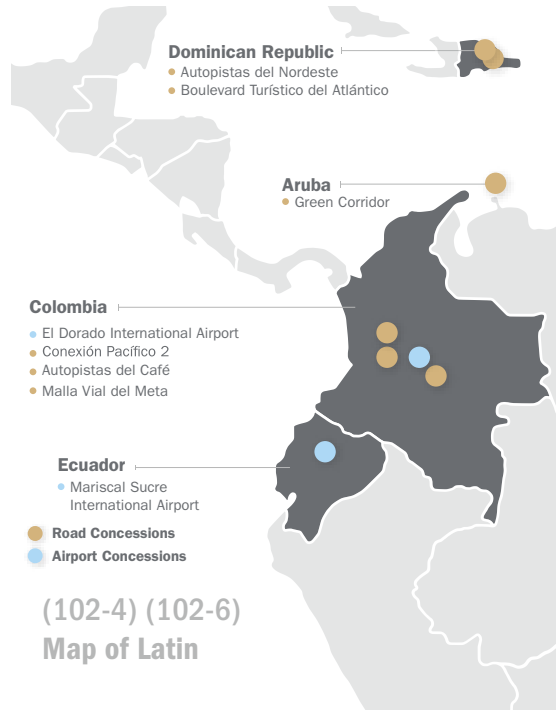 Dominican Republic
Autopistas del Nordeste
Boulevard Turístico del Atlántico
Aruba
Green Corridor
Colombia
El Dorado International Airport
Conexión Pacífico 2
Autopistas del Café
Malla Vial del Meta
Ecuador
Mariscal Sucre
International Airport
Road Concessions
Airport Concessions
(102-4) (102-6)
Map of Latin